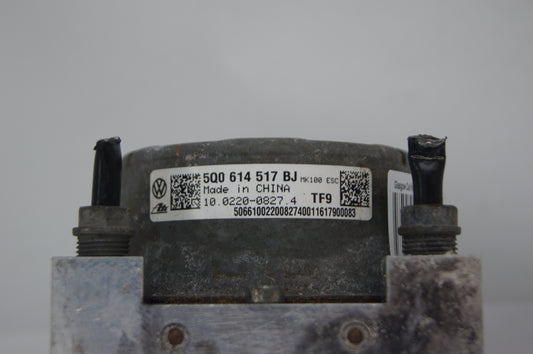 5Q0 614 517 BJ MK100 ESC
Made in CHINA
10.0220-0827.4 TF9
5066100220082740011617900083